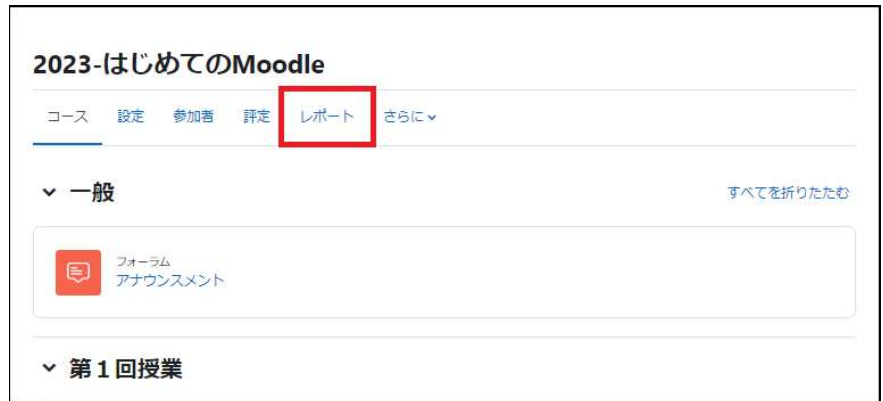 2023-はじめてのMoodle
コース 設定 参加者 評定 レポート さらに
一般 すべてを折りたたむ
フォーラム
アナウンスメント
第1回授業